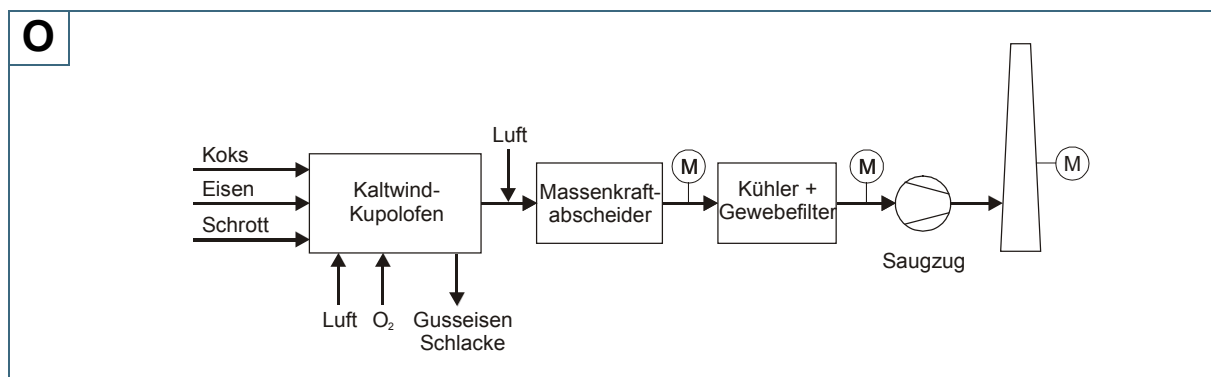 O
Koks
Eisen
Schrott
Kaltwind-
Kupolofen
Luft
O₂
Gusseisen
Schlacke
Luft
Massenkraft-
abscheider
M
Kühler +
Gewebefilter
M
Saugzug
M